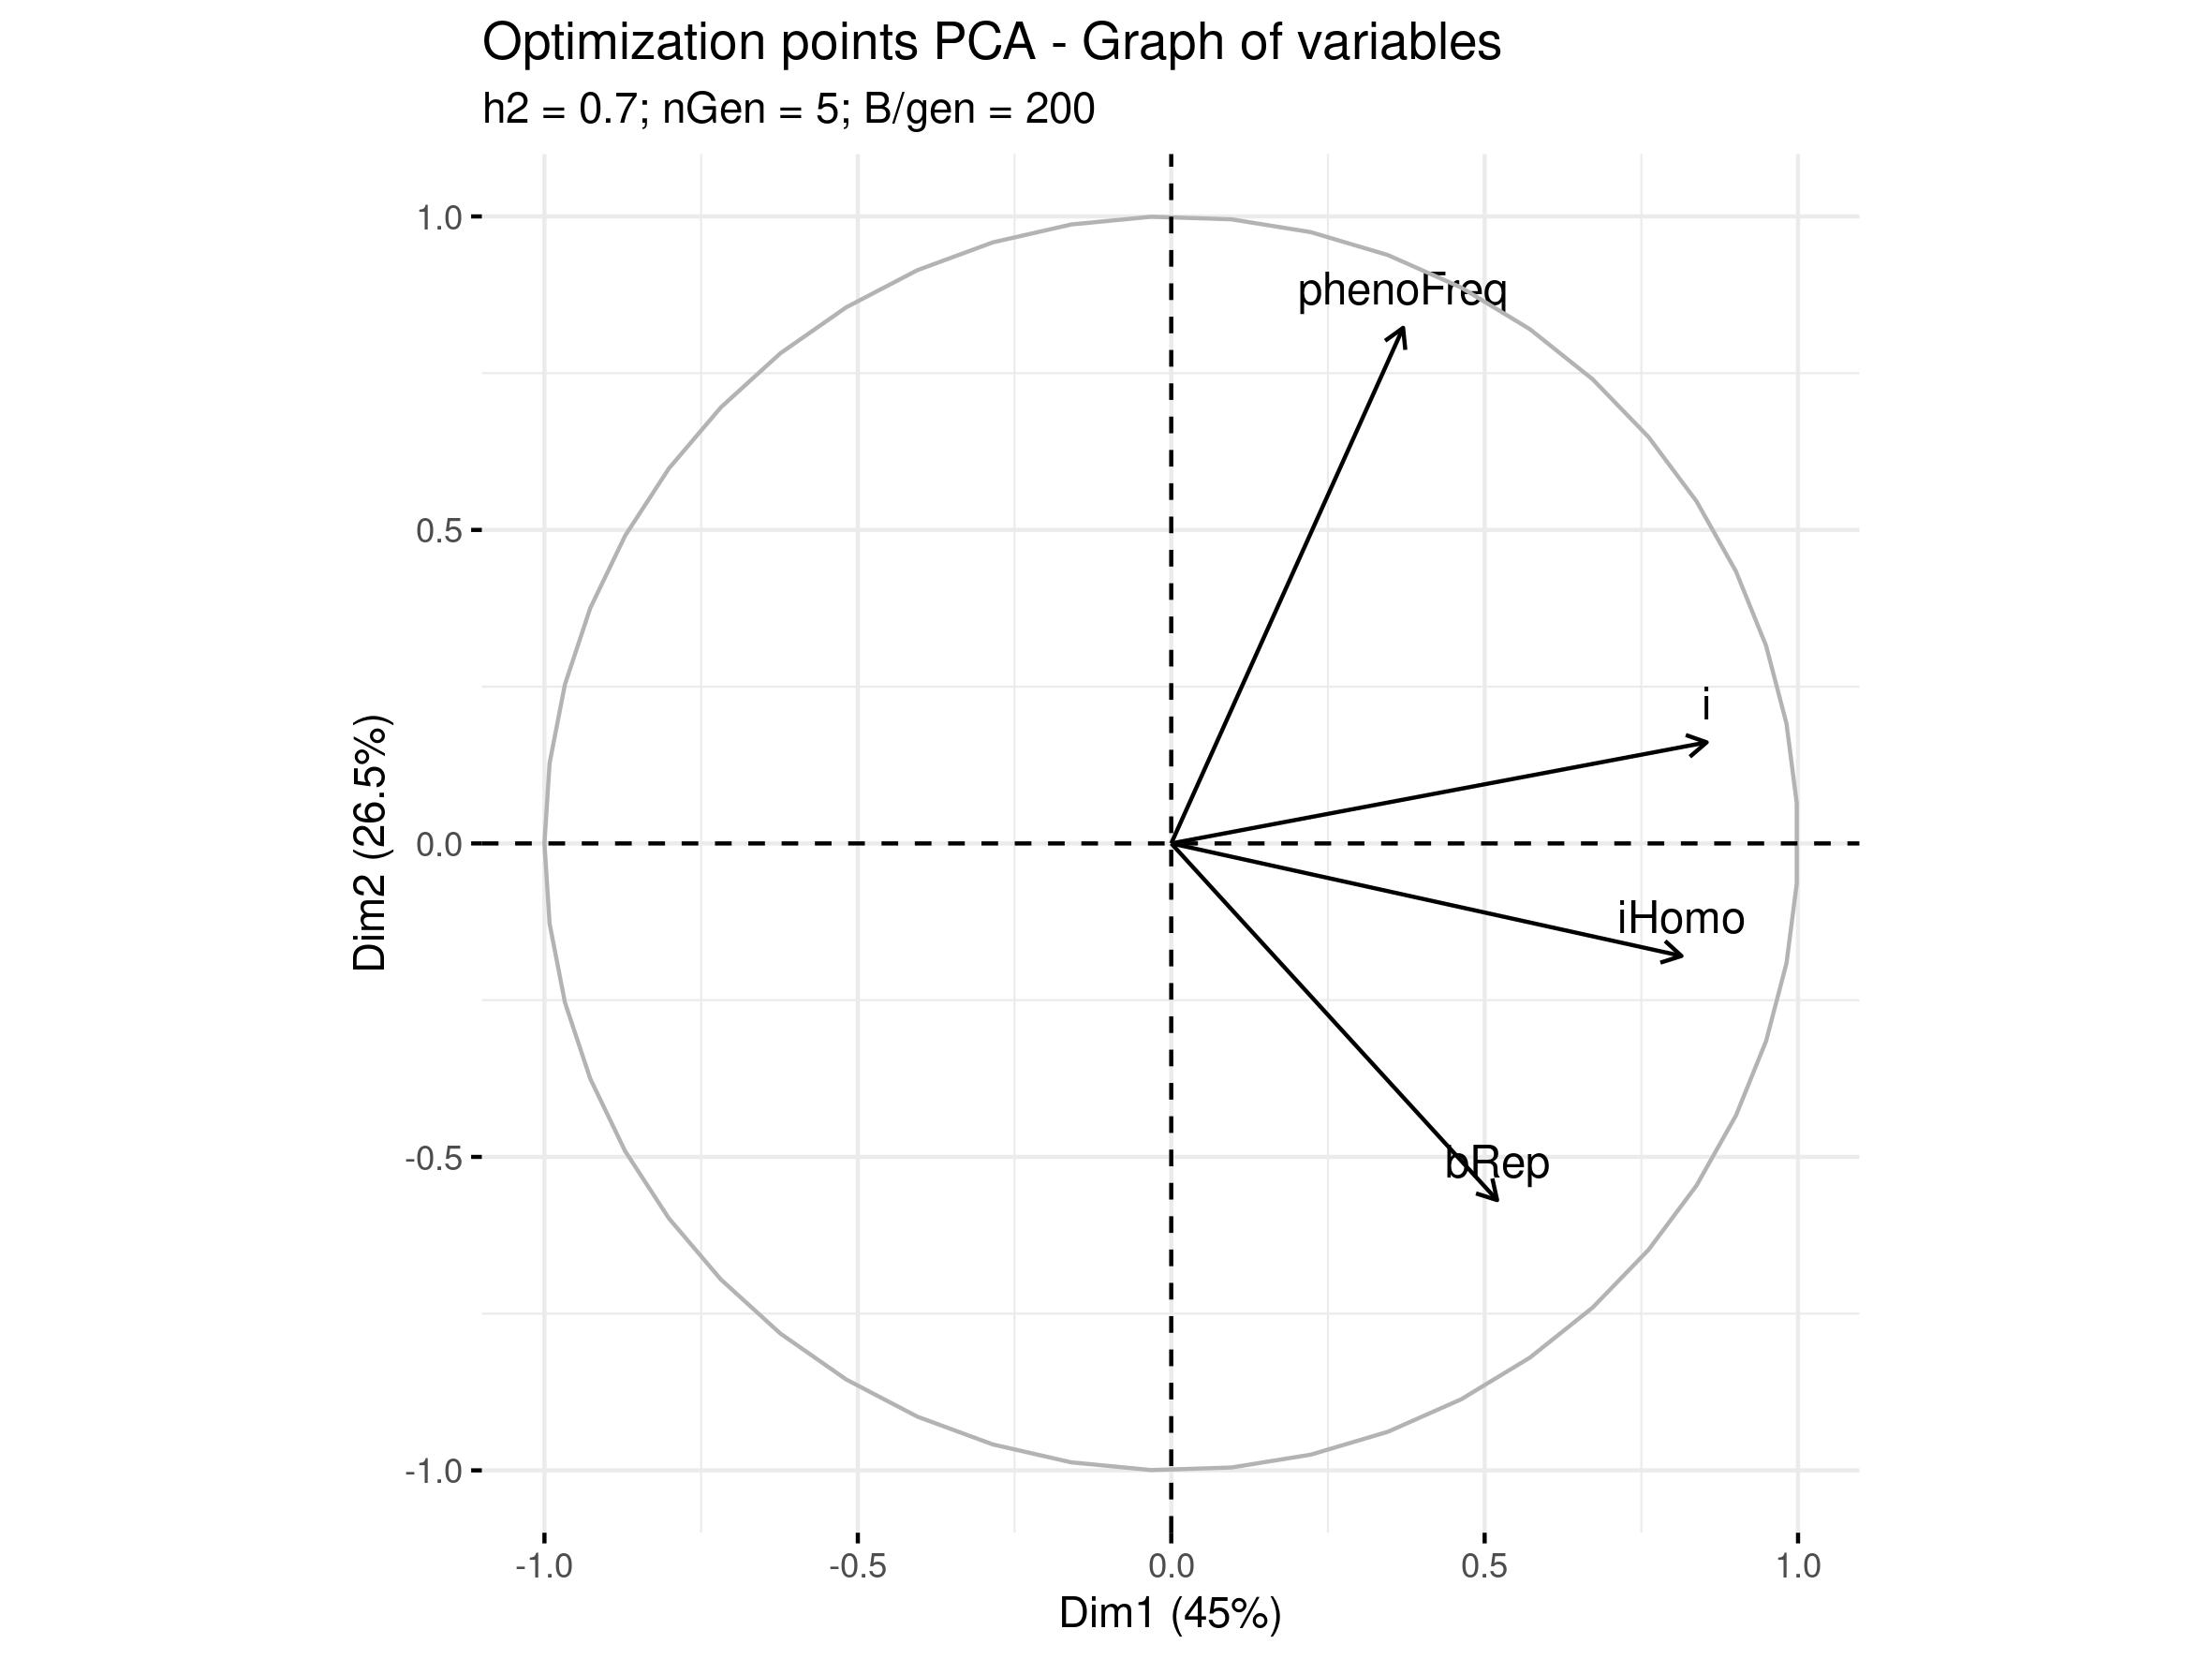 Optimization points PCA - Graph of variables
h2 = 0.7; nGen = 5; B/gen = 200
1.0
0.5
0.0
-0.5
-1.0
Dim2 (26.5%)
phenoFreq
i
iHomo
bRep
-1.0
-0.5
0.0
0.5
1.0
Dim1 (45%)